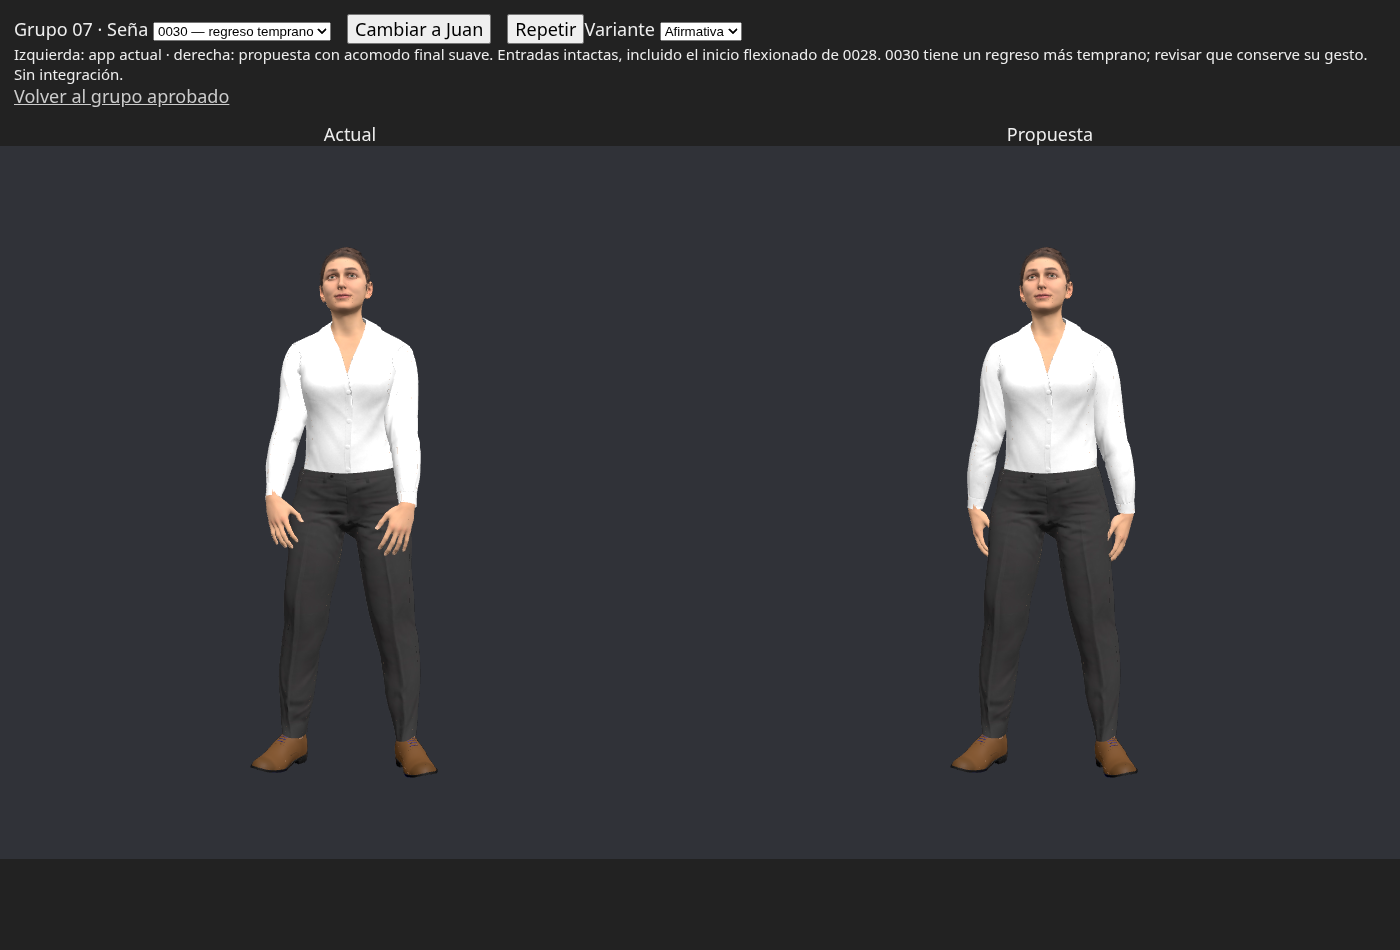 Grupo 07 · Seña 0030 — regreso temprano Cambiar a Juan Repetir Variante Afirmativa
Izquierda: app actual · derecha: propuesta con acomodo final suave. Entradas intactas, incluido el inicio flexionado de 0028. 0030 tiene un regreso más temprano; revisar que conserve su gesto.
Sin integración.
Volver al grupo aprobado
Actual Propuesta